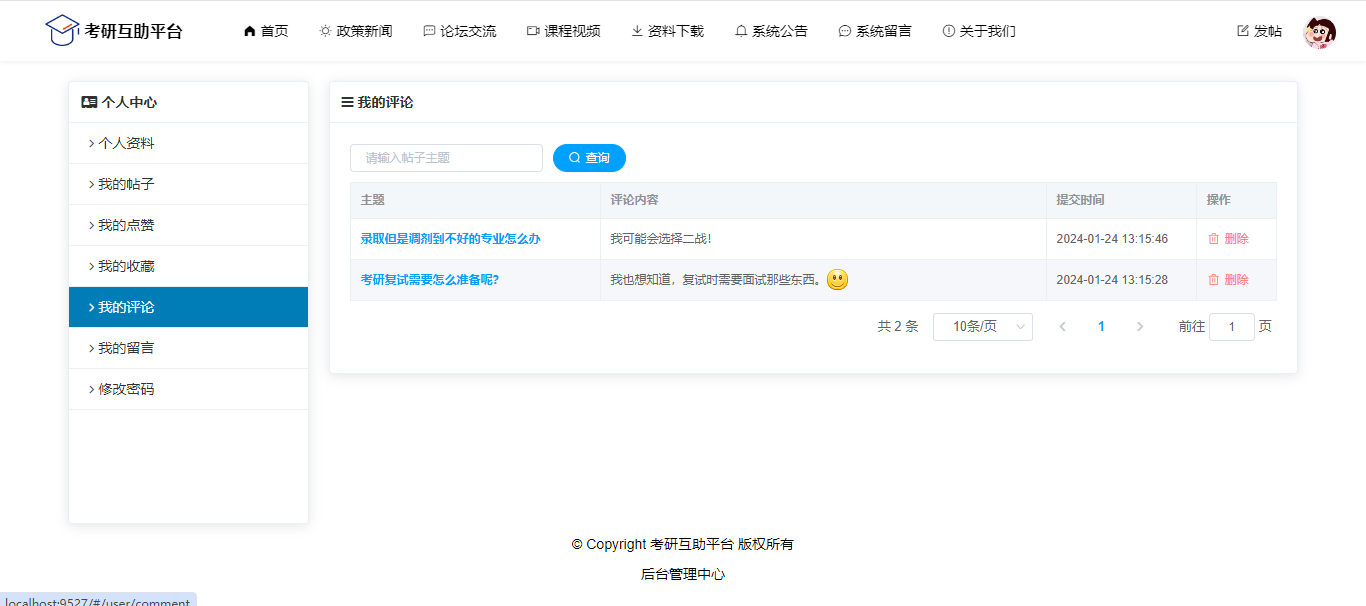 考研互助平台 首页 政策新闻 论坛交流 课程视频 资料下载 系统公告 系统留言 关于我们 发帖
个人中心
个人资料
我的帖子
我的点赞
我的收藏
我的评论
我的留言
修改密码
我的评论
请输入帖子主题 查询
主题 评论内容 提交时间 操作
录取但是调剂到不好的专业怎么办 我可能会选择二战！ 2024-01-24 13:15:46 删除
考研复试需要怎么准备呢? 我也想知道，复试时需要面试那些东西。 2024-01-24 13:15:28 删除
共 2 条 10条/页 1 前往 1 页
© Copyright 考研互助平台 版权所有
后台管理中心
localhost:9527/#/user/comment